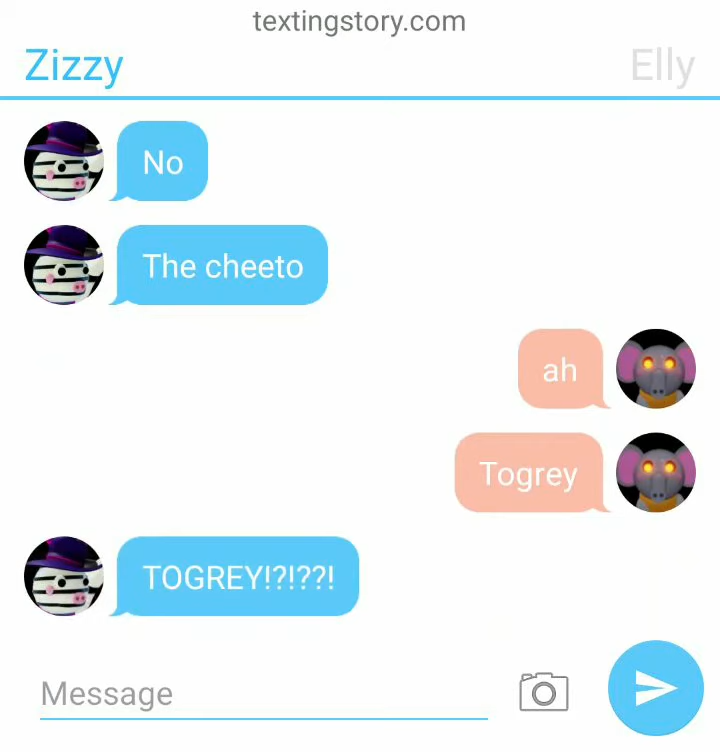 textingstory.com
Zizzy
Elly
No
The cheeto
ah
Togrey
TOGREY!?!??!
Message